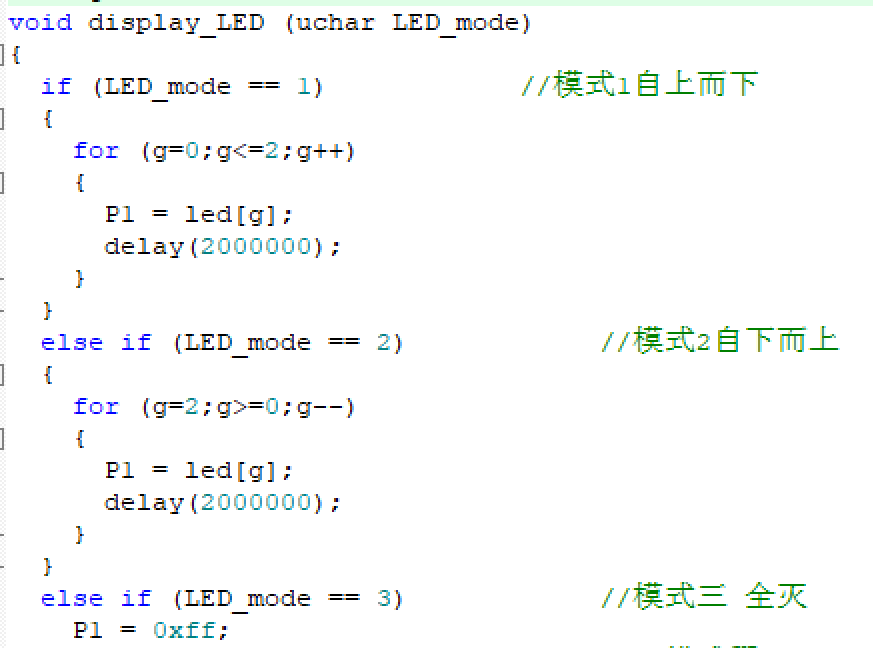 void display_LED (uchar LED_mode)
{
if (LED_mode == 1) //模式1自上而下
{
for (g=0;g<=2;g++)
{
P1 = led[g];
delay(2000000);
}
}
else if (LED_mode == 2) //模式2自下而上
{
for (g=2;g>=0;g--)
{
P1 = led[g];
delay(2000000);
}
}
else if (LED_mode == 3) //模式三 全灭
P1 = 0xff;